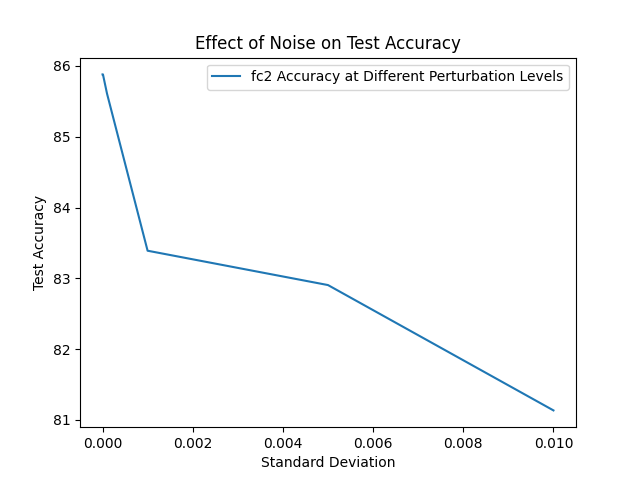 Effect of Noise on Test Accuracy
fc2 Accuracy at Different Perturbation Levels
86
85
84
83
82
81
Test Accuracy
0.000 0.002 0.004 0.006 0.008 0.010
Standard Deviation